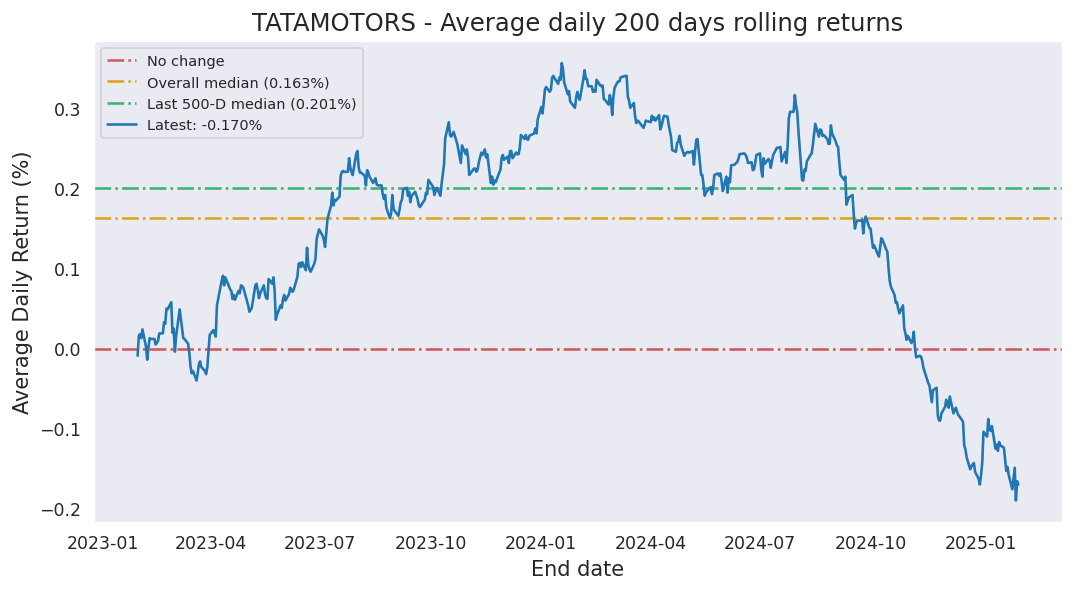 TATAMOTORS - Average daily 200 days rolling returns
No change
Overall median (0.163%)
Last 500-D median (0.201%)
Latest: -0.170%
Average Daily Return (%)
0.3
0.2
0.1
0.0
−0.1
−0.2
2023-01 2023-04 2023-07 2023-10 2024-01 2024-04 2024-07 2024-10 2025-01
End date